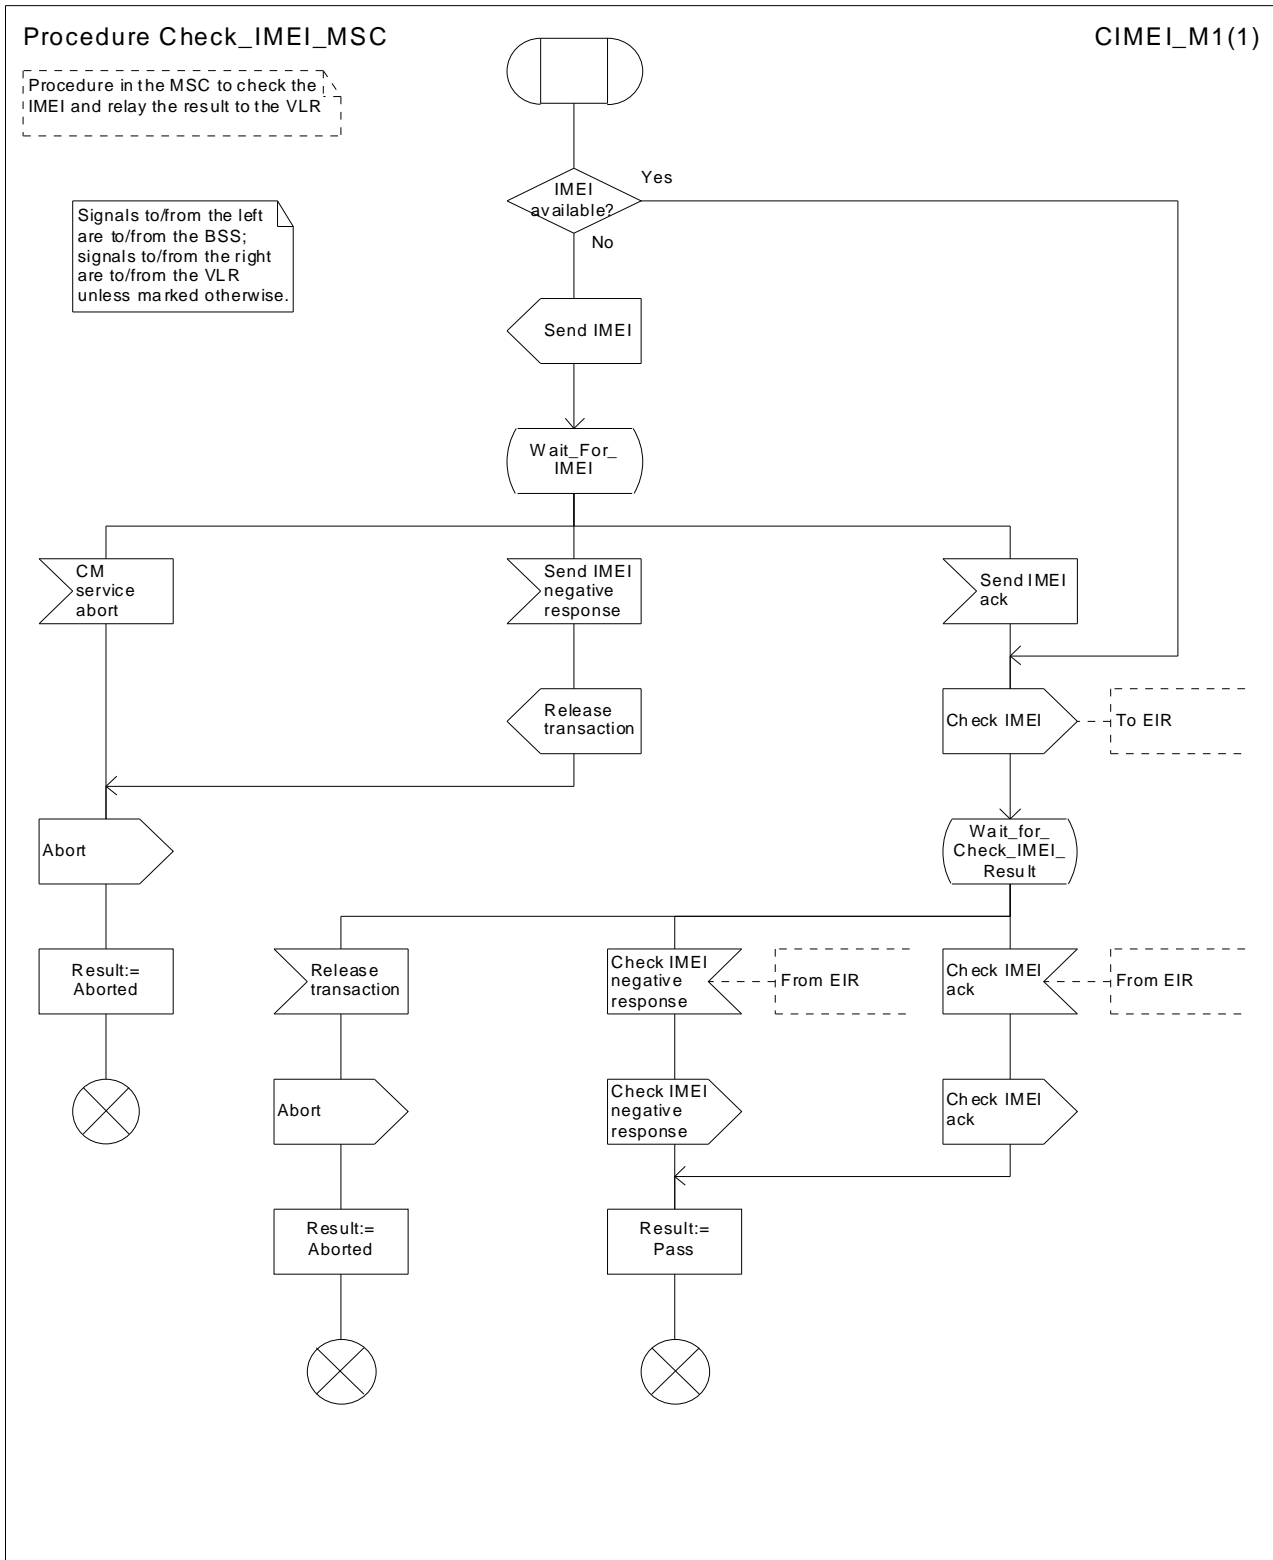 Procedure Check_IMEI_MSC
CIMEI_M1(1)
Procedure in the MSC to check the
IMEI and relay the result to the VLR
Signals to/from the left
are to/from the BSS;
signals to/from the right
are to/from the VLR
unless marked otherwise.
IMEI
available?
Yes
No
Send IMEI
Wait_For_
IMEI
CM
service
abort
Send IMEI
negative
response
Send IMEI
ack
Release
transaction
Check IMEI
To EIR
Abort
Wait_for_
Check_IMEI_
Result
Result:=
Aborted
Release
transaction
Check IMEI
negative
response
From EIR
Check IMEI
ack
From EIR
Abort
Check IMEI
negative
response
Check IMEI
ack
Result:=
Aborted
Result:=
Pass